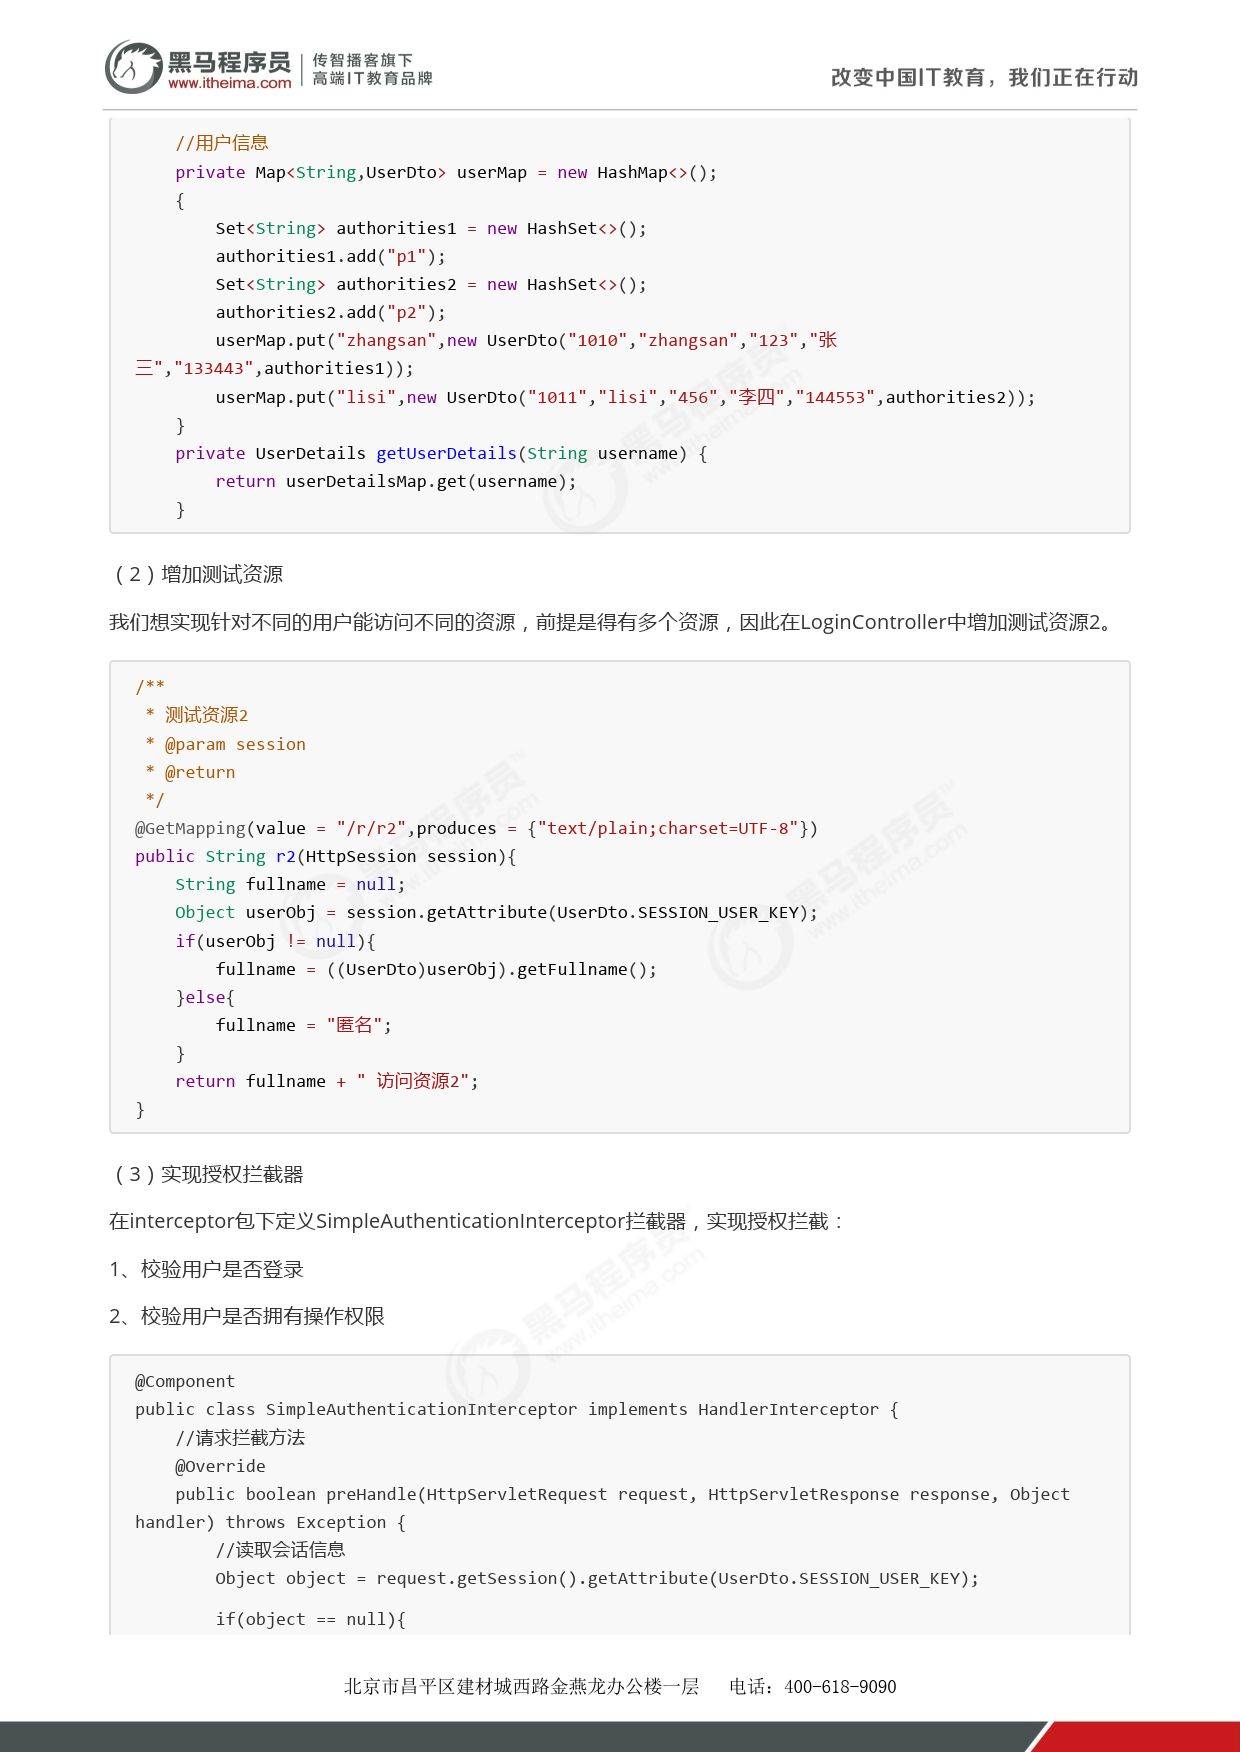 黑马程序员
www.itheima.com
传智播客旗下
高端IT教育品牌
改变中国IT教育，我们正在行动
//用户信息
private Map<String,UserDto> userMap = new HashMap<>();
{
Set<String> authorities1 = new HashSet<>();
authorities1.add("p1");
Set<String> authorities2 = new HashSet<>();
authorities2.add("p2");
userMap.put("zhangsan",new UserDto("1010","zhangsan","123","张
三","133443",authorities1));
userMap.put("lisi",new UserDto("1011","lisi","456","李四","144553",authorities2));
}
private UserDetails getUserDetails(String username) {
return userDetailsMap.get(username);
}
（2）增加测试资源
我们想实现针对不同的用户能访问不同的资源，前提是得有多个资源，因此在LoginController中增加测试资源2。
/**
* 测试资源2
* @param session
* @return
*/
@GetMapping(value = "/r/r2",produces = {"text/plain;charset=UTF-8"})
public String r2(HttpSession session){
String fullname = null;
Object userObj = session.getAttribute(UserDto.SESSION_USER_KEY);
if(userObj != null){
fullname = ((UserDto)userObj).getFullname();
}else{
fullname = "匿名";
}
return fullname + " 访问资源2";
}
（3）实现授权拦截器
在interceptor包下定义SimpleAuthenticationInterceptor拦截器，实现授权拦截：
1、校验用户是否登录
2、校验用户是否拥有操作权限
@Component
public class SimpleAuthenticationInterceptor implements HandlerInterceptor {
//请求拦截方法
@Override
public boolean preHandle(HttpServletRequest request, HttpServletResponse response, Object
handler) throws Exception {
//读取会话信息
Object object = request.getSession().getAttribute(UserDto.SESSION_USER_KEY);
if(object == null){
北京市昌平区建材城西路金燕龙办公楼一层 电话：400-618-9090